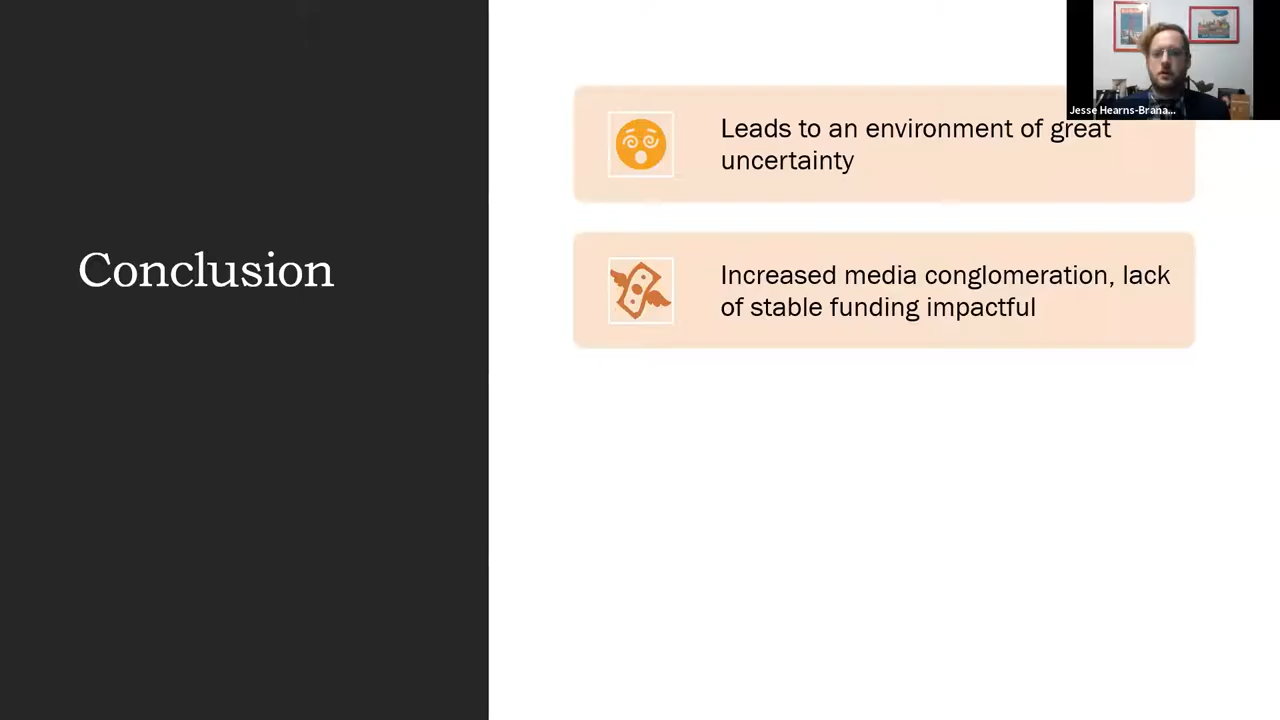 Jesse Hearns-Brana...
Leads to an environment of great
uncertainty
Conclusion
Increased media conglomeration, lack
of stable funding impactful